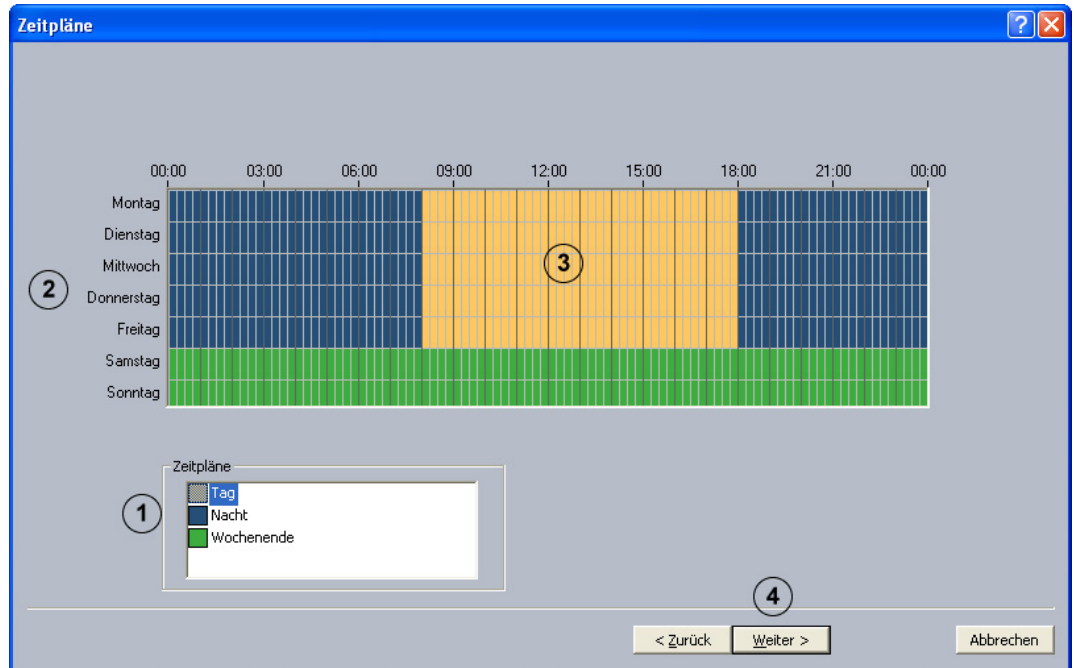 Zeitpläne
00:00 03:00 06:00 09:00 12:00 15:00 18:00 21:00 00:00
Montag
Dienstag
3
Mittwoch
2
Donnerstag
Freitag
Samstag
Sonntag
Zeitpläne
Tag
1
Nacht
Wochenende
4
< Zurück Weiter > Abbrechen